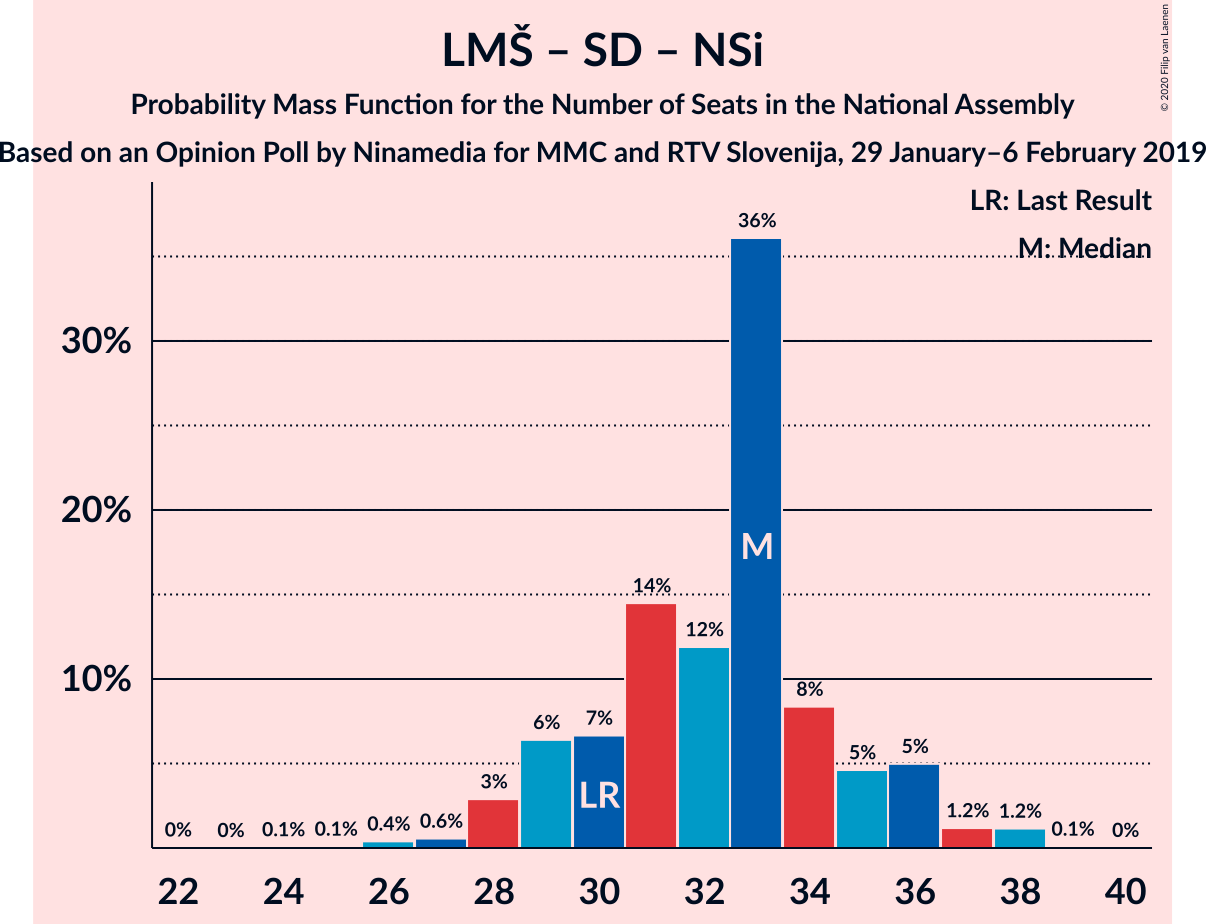 LMŠ – SD – NSi
Probability Mass Function for the Number of Seats in the National Assembly
Based on an Opinion Poll by Ninamedia for MMC and RTV Slovenija, 29 January–6 February 2019
© 2020 Filip van Laenen
LR: Last Result
M: Median
30%
20%
10%
0%
0%
0.1%
0.1%
0.4%
0.6%
3%
6%
7%
14%
12%
36%
8%
5%
5%
1.2%
1.2%
0.1%
0%
LR
M
22 24 26 28 30 32 34 36 38 40